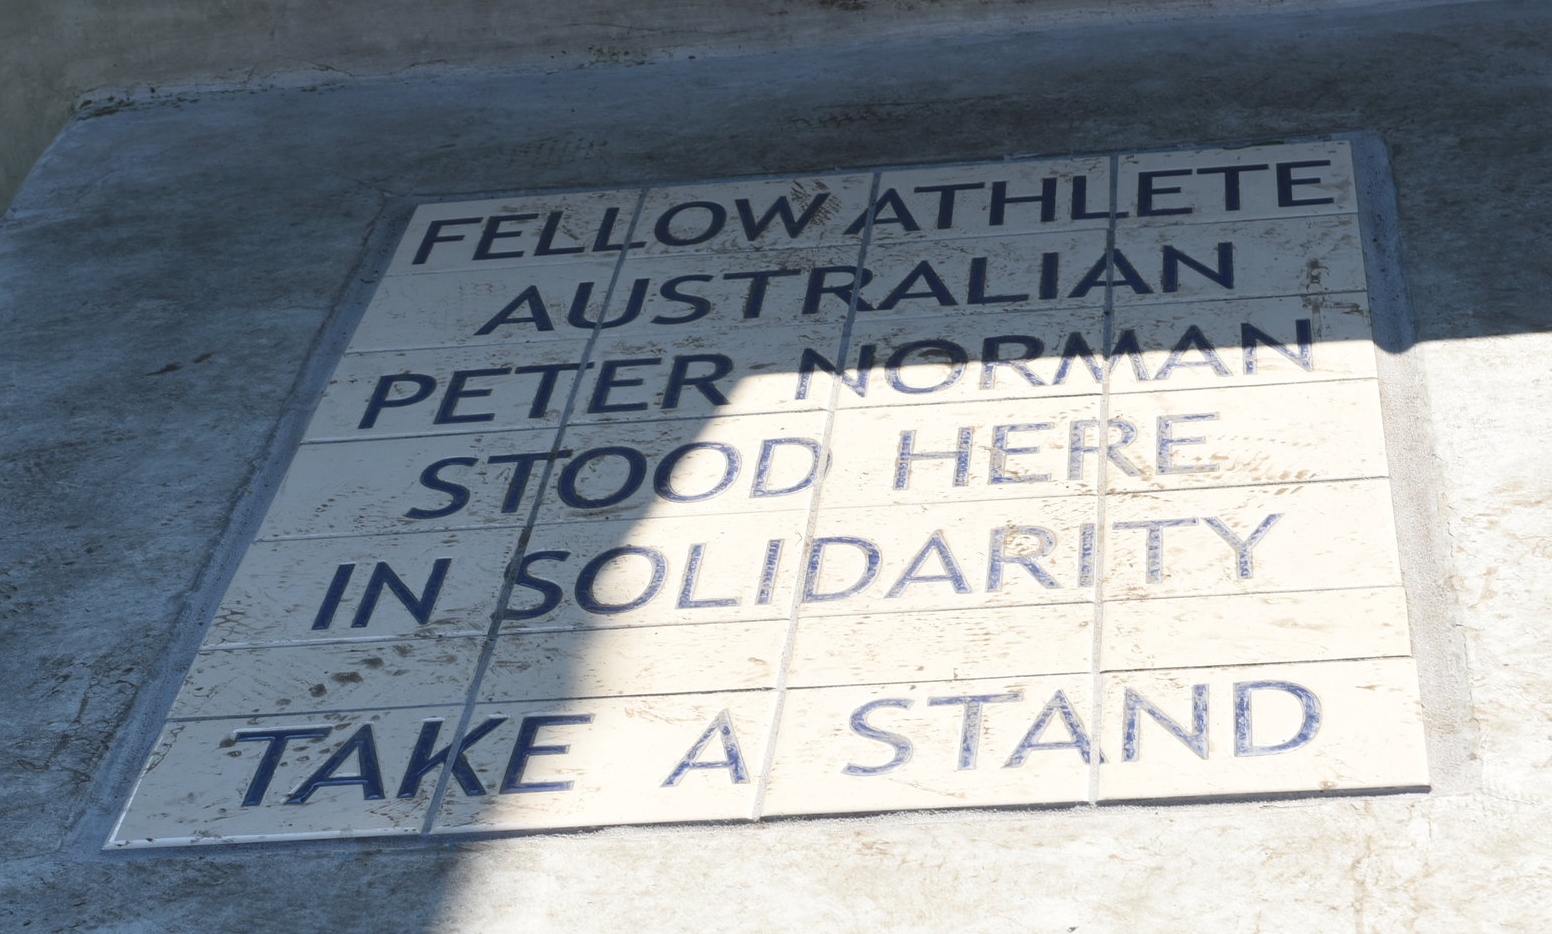 FELLOW ATHLETE
AUSTRALIAN
PETER NORMAN
STOOD HERE
IN SOLIDARITY
TAKE A STAND